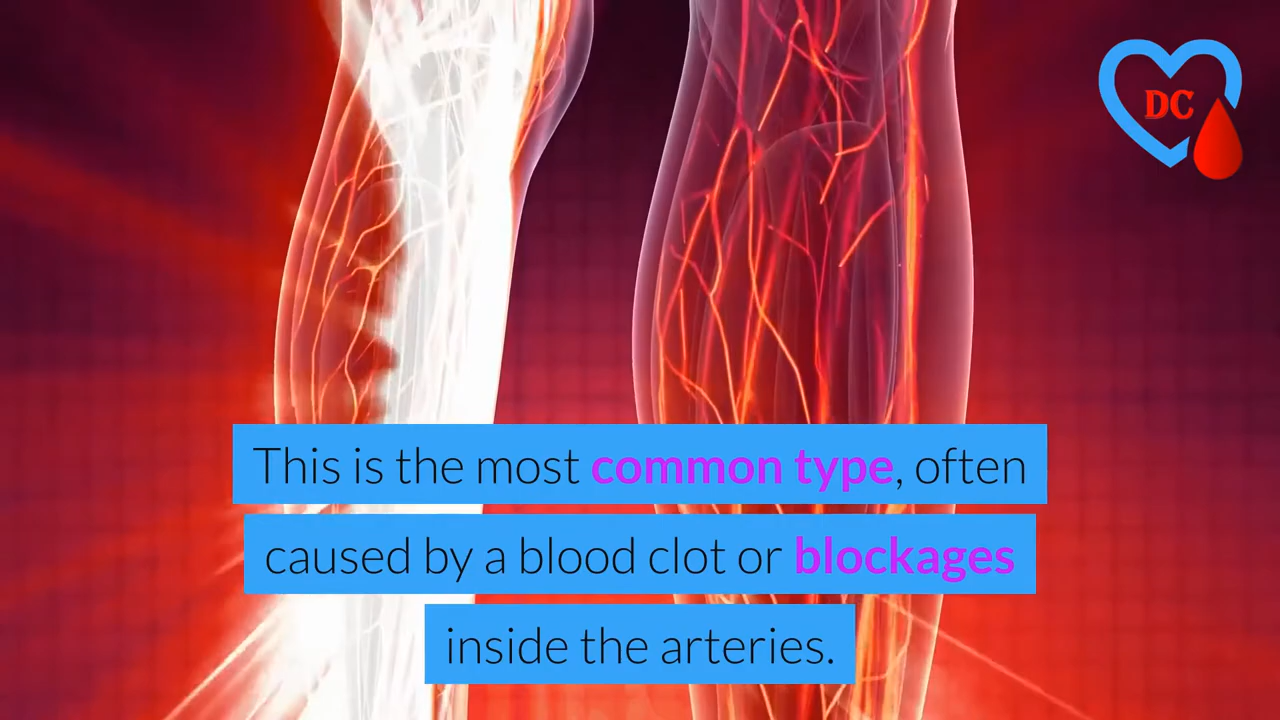 DC
This is the most common type, often
caused by a blood clot or blockages
inside the arteries.